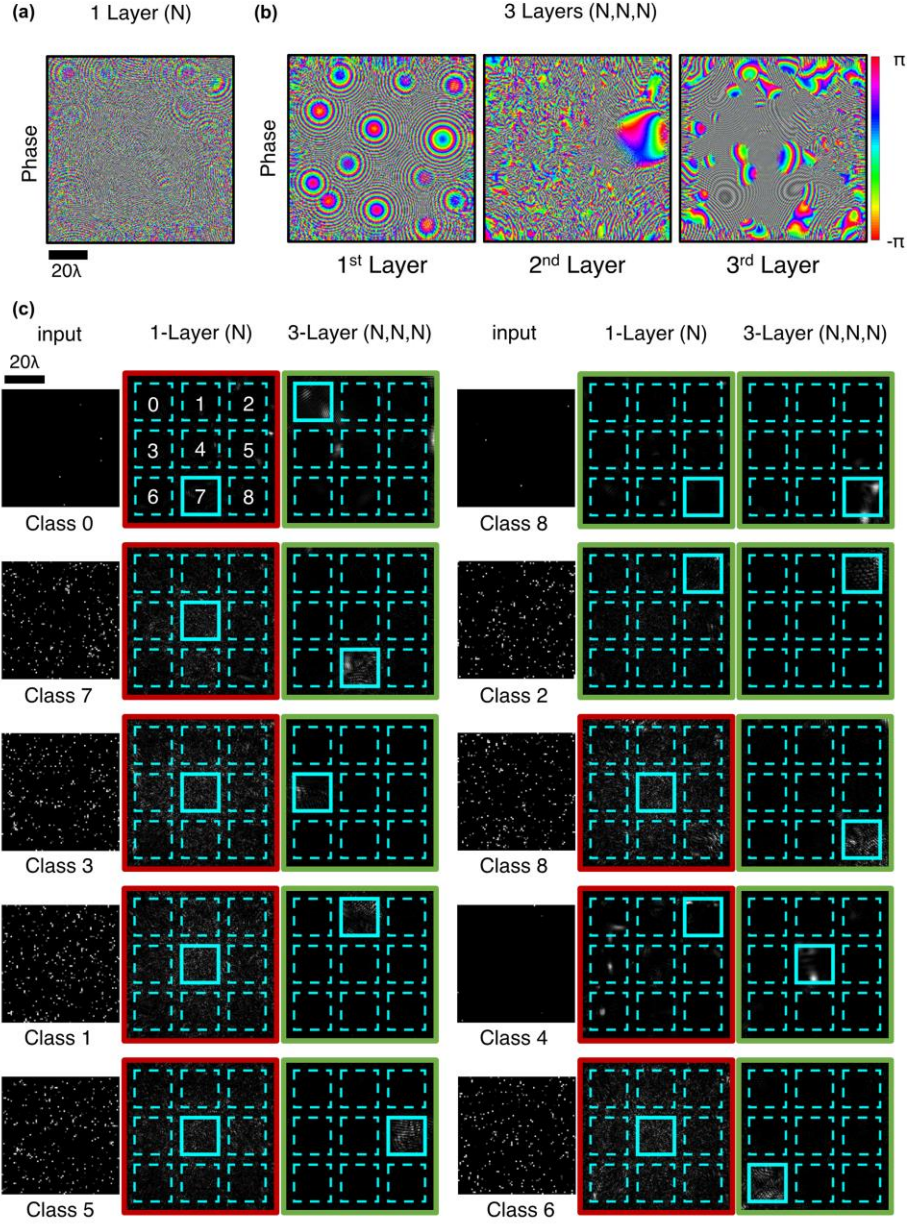 (a)
1 Layer (N)
Phase
20λ
(b)
3 Layers (N,N,N)
Phase
π
-π
1st Layer
2nd Layer
3rd Layer
(c)
input
1-Layer (N)
3-Layer (N,N,N)
input
1-Layer (N)
3-Layer (N,N,N)
20λ
0 1 2
3 4 5
6 7 8
Class 0
Class 8
Class 7
Class 2
Class 3
Class 8
Class 1
Class 4
Class 5
Class 6